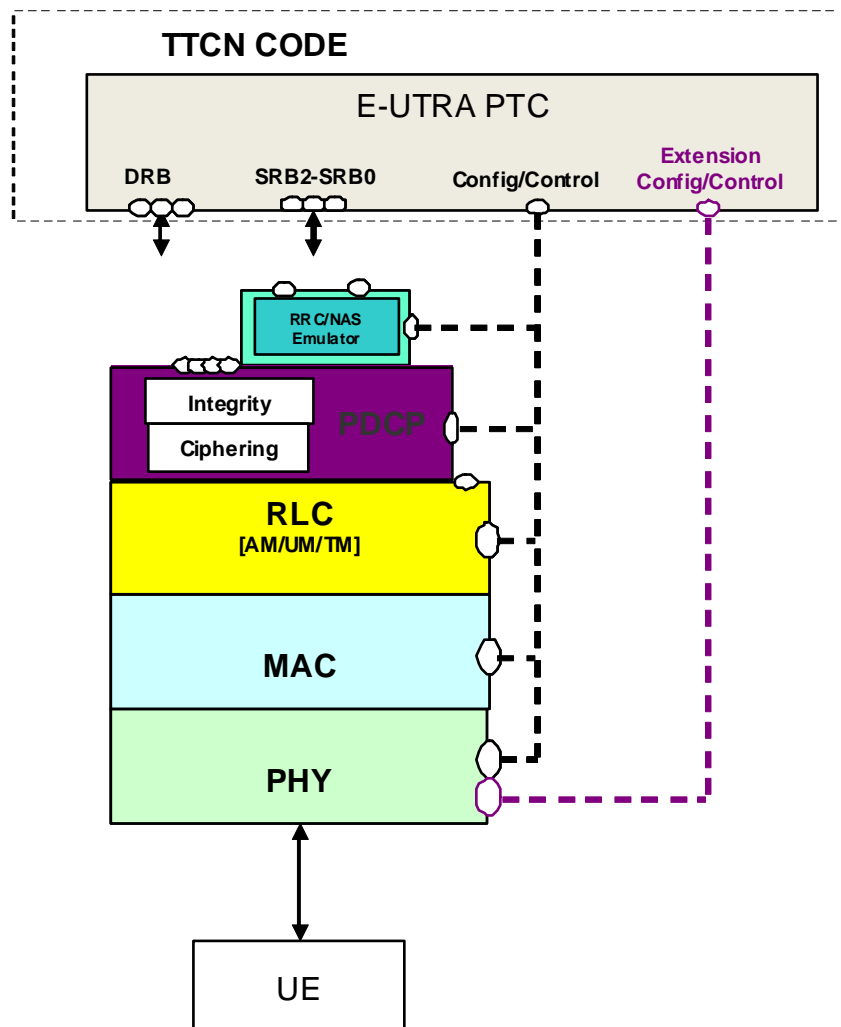 TTCN CODE
E-UTRA PTC
DRB
SRB2-SRB0
Config/Control
Extension
Config/Control
RRC/NAS
Emulator
Integrity
PDCP
Ciphering
RLC
[AM/UM/TM]
MAC
PHY
UE